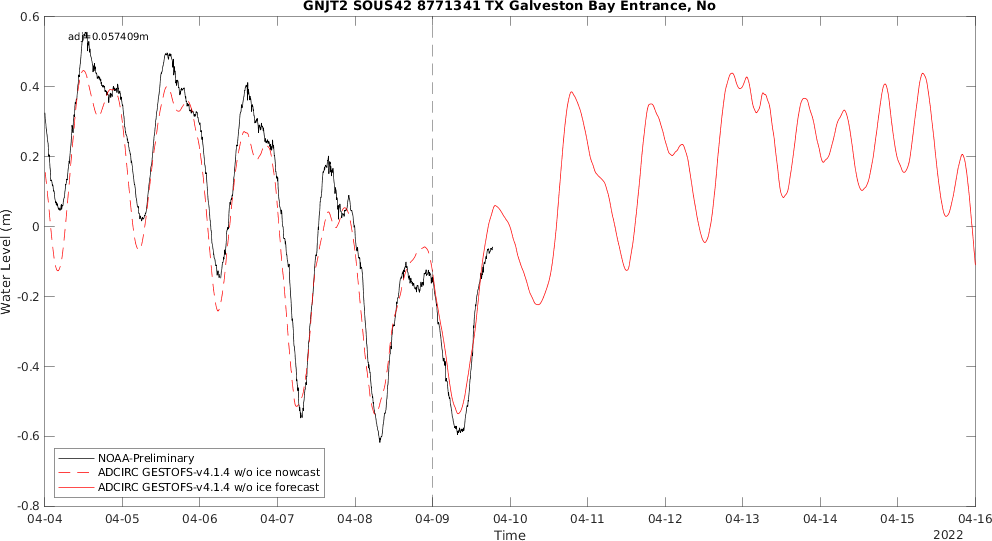 GNJT2 SOUS42 8771341 TX Galveston Bay Entrance, No
adj=0.057409m
0.6
0.4
0.2
0
-0.2
-0.4
-0.6
-0.8
Water Level (m)
NOAA-Preliminary
ADCIRC GESTOFS-v4.1.4 w/o ice nowcast
ADCIRC GESTOFS-v4.1.4 w/o ice forecast
04-04 04-05 04-06 04-07 04-08 04-09 04-10 04-11 04-12 04-13 04-14 04-15 04-16
Time
2022